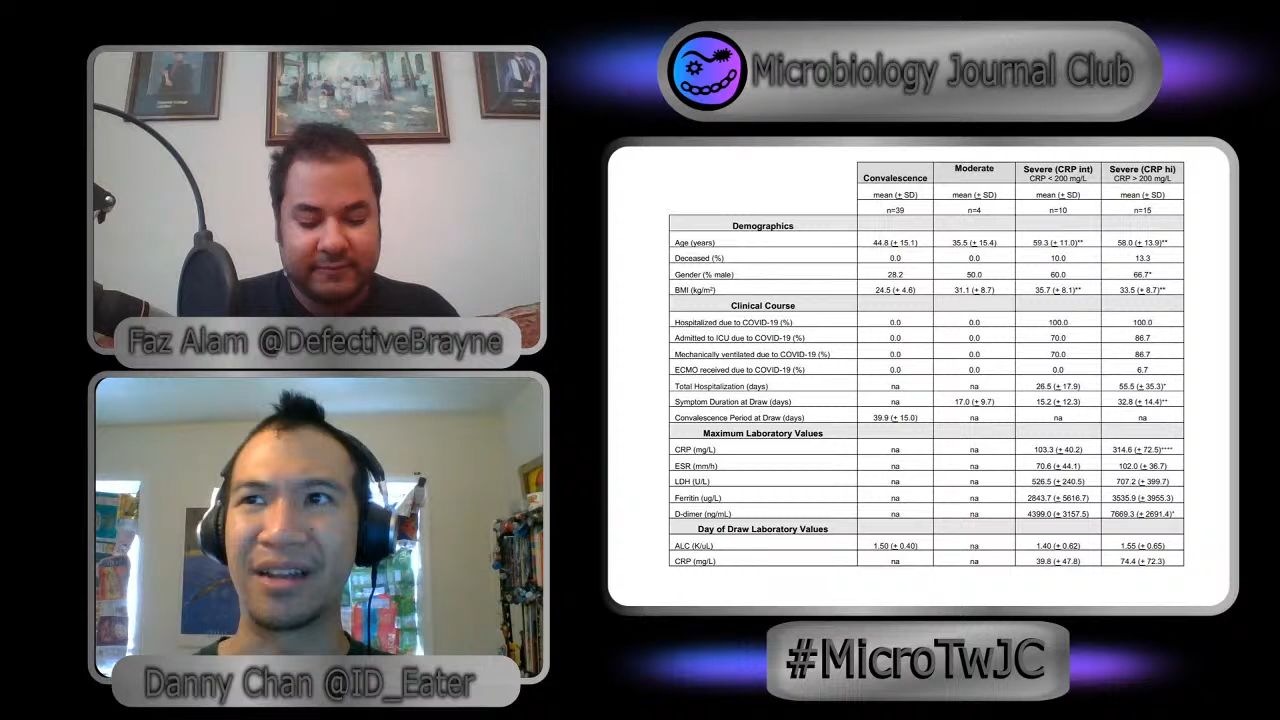 Faz Alam @DefectiveBrayne
Danny Chan @ID_Eater
Microbiology Journal Club
Convalescence Moderate Severe (CRP int) Severe (CRP hi)
CRP < 200 mg/L CRP > 200 mg/L
mean (± SD) mean (± SD) mean (± SD) mean (± SD)
n=39 n=4 n=10 n=15
Demographics
Age (years) 44.8 (± 15.1) 35.5 (± 15.4) 59.3 (± 11.0)** 58.0 (± 13.9)**
Deceased (%) 0.0 0.0 10.0 13.3
Gender (% male) 28.2 50.0 60.0 66.7*
BMI (kg/m²) 24.5 (± 4.6) 31.1 (± 8.7) 35.7 (± 8.1)** 33.5 (± 8.7)**
Clinical Course
Hospitalized due to COVID-19 (%) 0.0 0.0 100.0 100.0
Admitted to ICU due to COVID-19 (%) 0.0 0.0 70.0 86.7
Mechanically ventilated due to COVID-19 (%) 0.0 0.0 70.0 86.7
ECMO received due to COVID-19 (%) 0.0 0.0 0.0 6.7
Total Hospitalization (days) na na 26.5 (± 17.9) 55.5 (± 35.3)*
Symptom Duration at Draw (days) na 17.0 (± 9.7) 15.2 (± 12.3) 32.8 (± 14.4)**
Convalescence Period at Draw (days) 39.9 (± 15.0) na na na
Maximum Laboratory Values
CRP (mg/L) na na 103.3 (± 40.2) 314.6 (± 72.5)****
ESR (mm/h) na na 70.6 (± 44.1) 102.0 (± 36.7)
LDH (U/L) na na 526.5 (± 240.5) 707.2 (± 399.7)
Ferritin (ug/L) na na 2843.7 (± 5616.7) 3535.9 (± 3955.3)
D-dimer (ng/mL) na na 4399.0 (± 3157.5) 7669.3 (± 2691.4)*
Day of Draw Laboratory Values
ALC (K/uL) 1.50 (± 0.40) na 1.40 (± 0.62) 1.55 (± 0.65)
CRP (mg/L) na na 39.8 (± 47.8) 74.4 (± 72.3)
#MicroTwJC